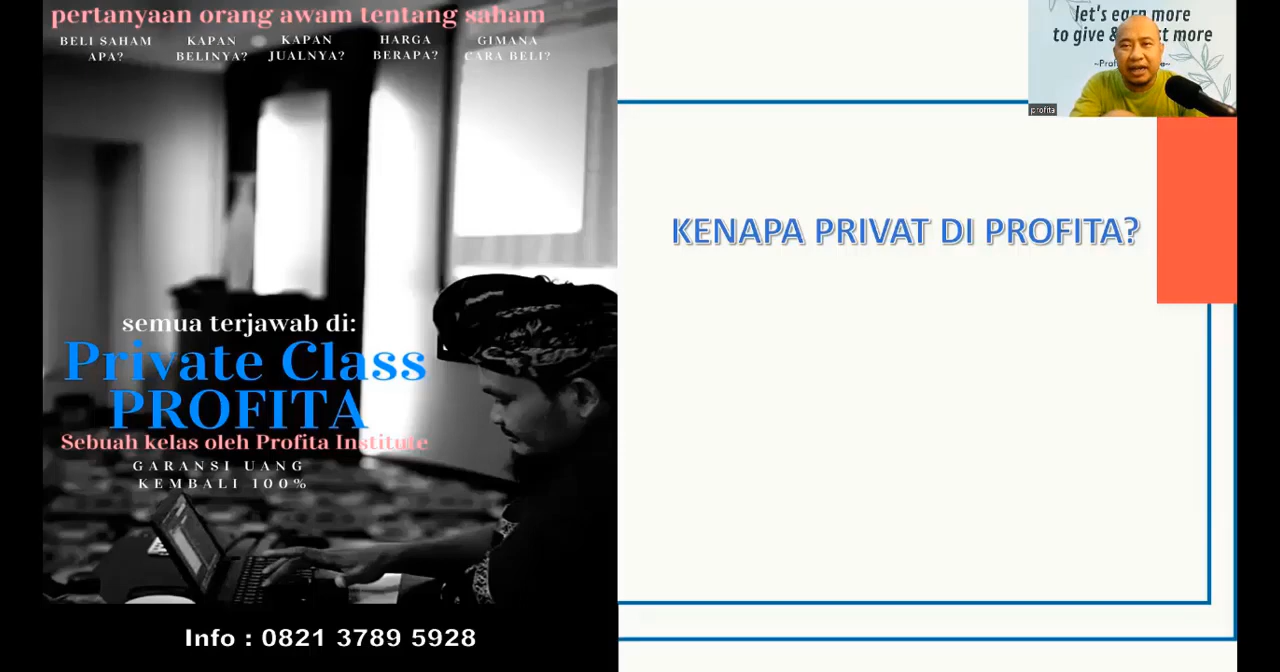 pertanyaan orang awam tentang saham
BELI SAHAM APA?
KAPAN BELINYA?
KAPAN JUALNYA?
HARGA BERAPA?
GIMANA CARA BELI?
semua terjawab di:
Private Class
PROFITA
Sebuah kelas oleh Profita Institute
GARANSI UANG
KEMBALI 100%
Info : 0821 3789 5928
KENAPA PRIVAT DI PROFITA?
let's earn more
to give & more
profita